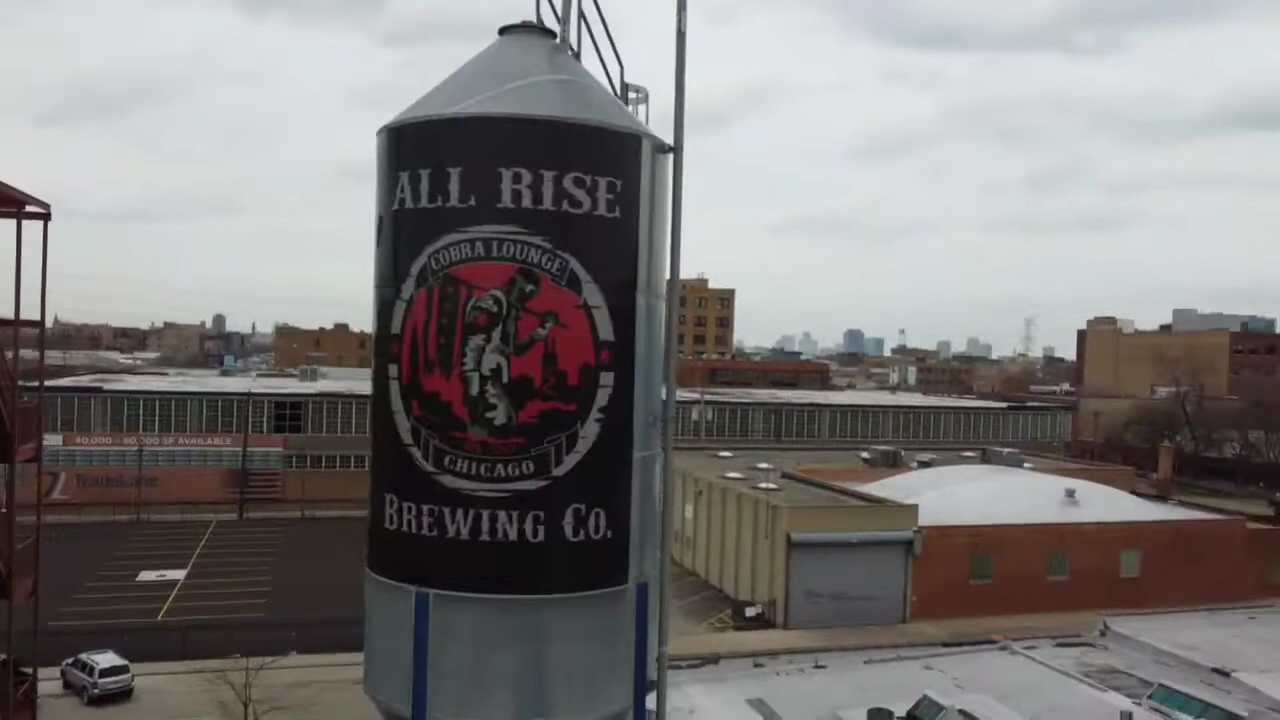 ALL RISE
COBRA LOUNGE
CHICAGO
BREWING CO.
40,000 - 80,000 SF AVAILABLE
TradeLane